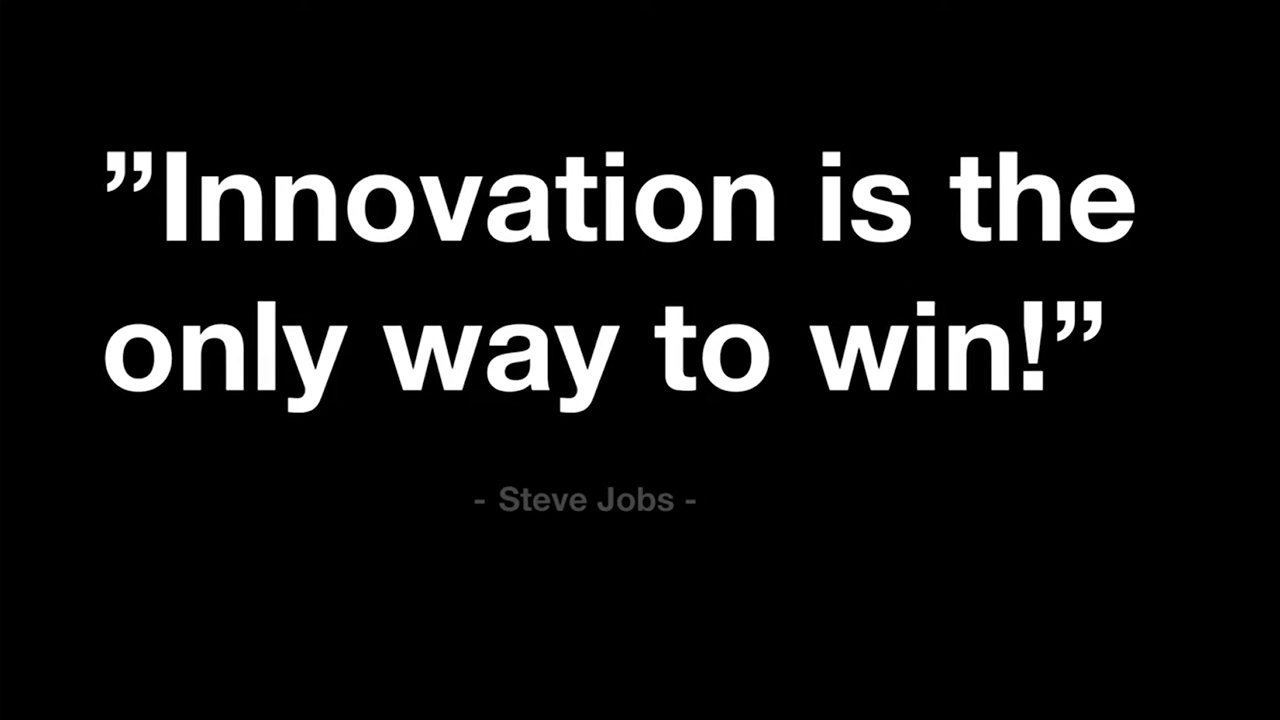 ”Innovation is the
only way to win!”
- Steve Jobs -